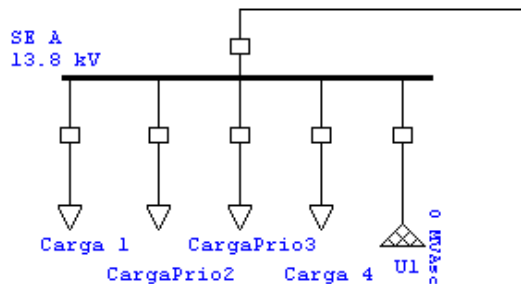 SE A
13.8 kV
Carga 1
CargaPrio3
CargaPrio2
Carga 4
U1
0 MVAsc